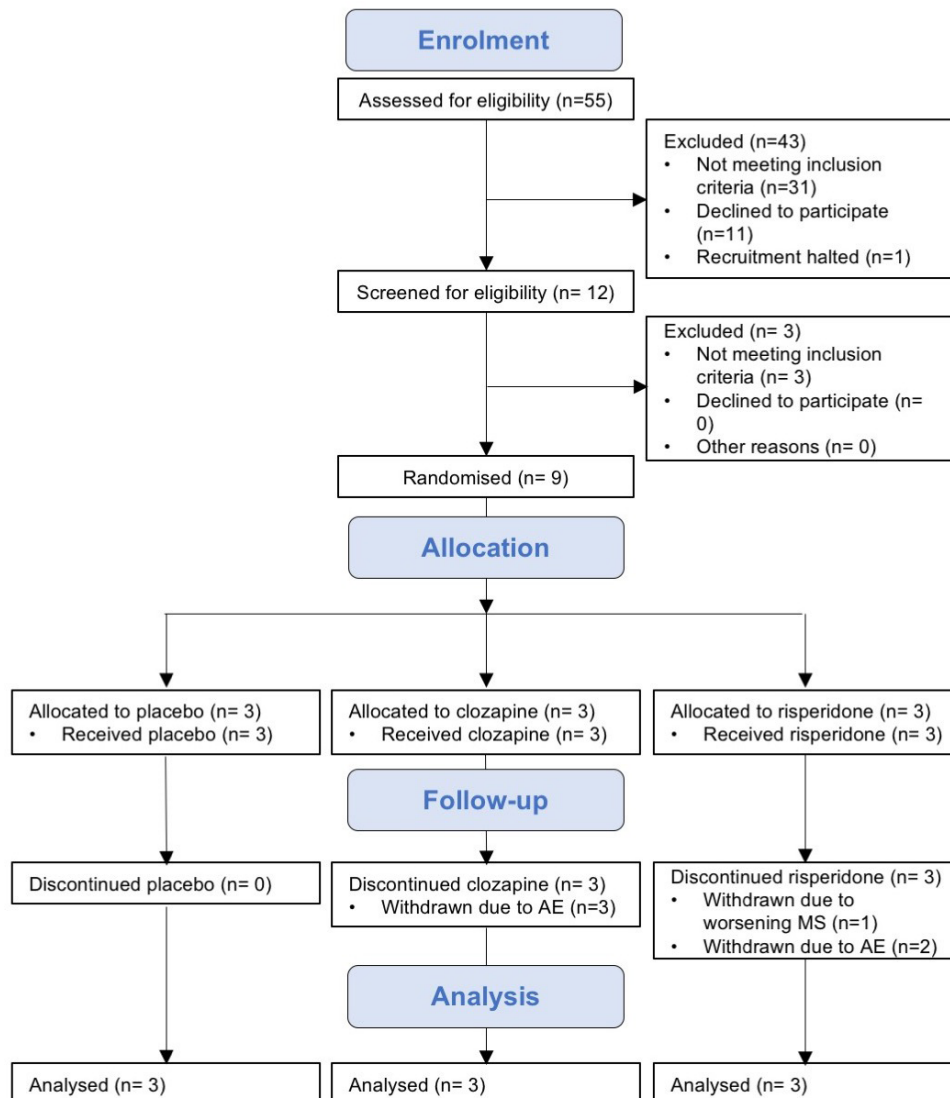 Enrolment
Assessed for eligibility (n=55)
Excluded (n=43)
• Not meeting inclusion
criteria (n=31)
• Declined to participate
(n=11)
• Recruitment halted (n=1)
Screened for eligibility (n= 12)
Excluded (n= 3)
• Not meeting inclusion
criteria (n= 3)
• Declined to participate (n=
0)
• Other reasons (n= 0)
Randomised (n= 9)
Allocation
Allocated to placebo (n= 3)
• Received placebo (n= 3)
Allocated to clozapine (n= 3)
• Received clozapine (n= 3)
Allocated to risperidone (n= 3)
• Received risperidone (n= 3)
Follow-up
Discontinued placebo (n= 0)
Discontinued clozapine (n= 3)
• Withdrawn due to AE (n=3)
Discontinued risperidone (n= 3)
• Withdrawn due to
worsening MS (n=1)
• Withdrawn due to AE (n=2)
Analysis
Analysed (n= 3)
Analysed (n= 3)
Analysed (n= 3)